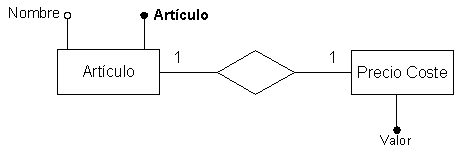 Nombre
Artículo
Artículo
1
1
Precio Coste
Valor